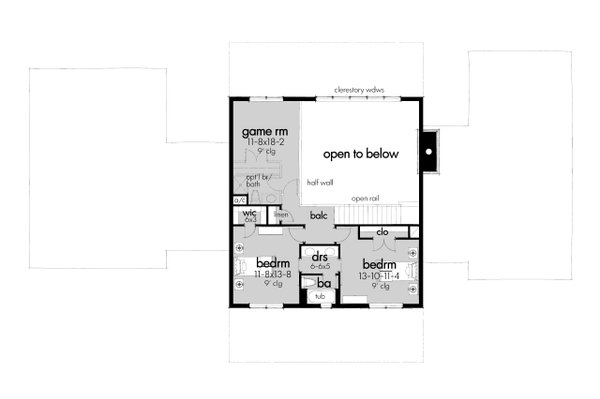 clerestory wdws
game rm
11-8x18-2
9' clg
open to below
opt'l br/
bath
half wall
a/c
open rail
wic
6x3
linen
balc
clo
bedrm
11-8x13-8
9' clg
drs
6-6x5
bedrm
13-10-11-4
9' clg
ba
tub